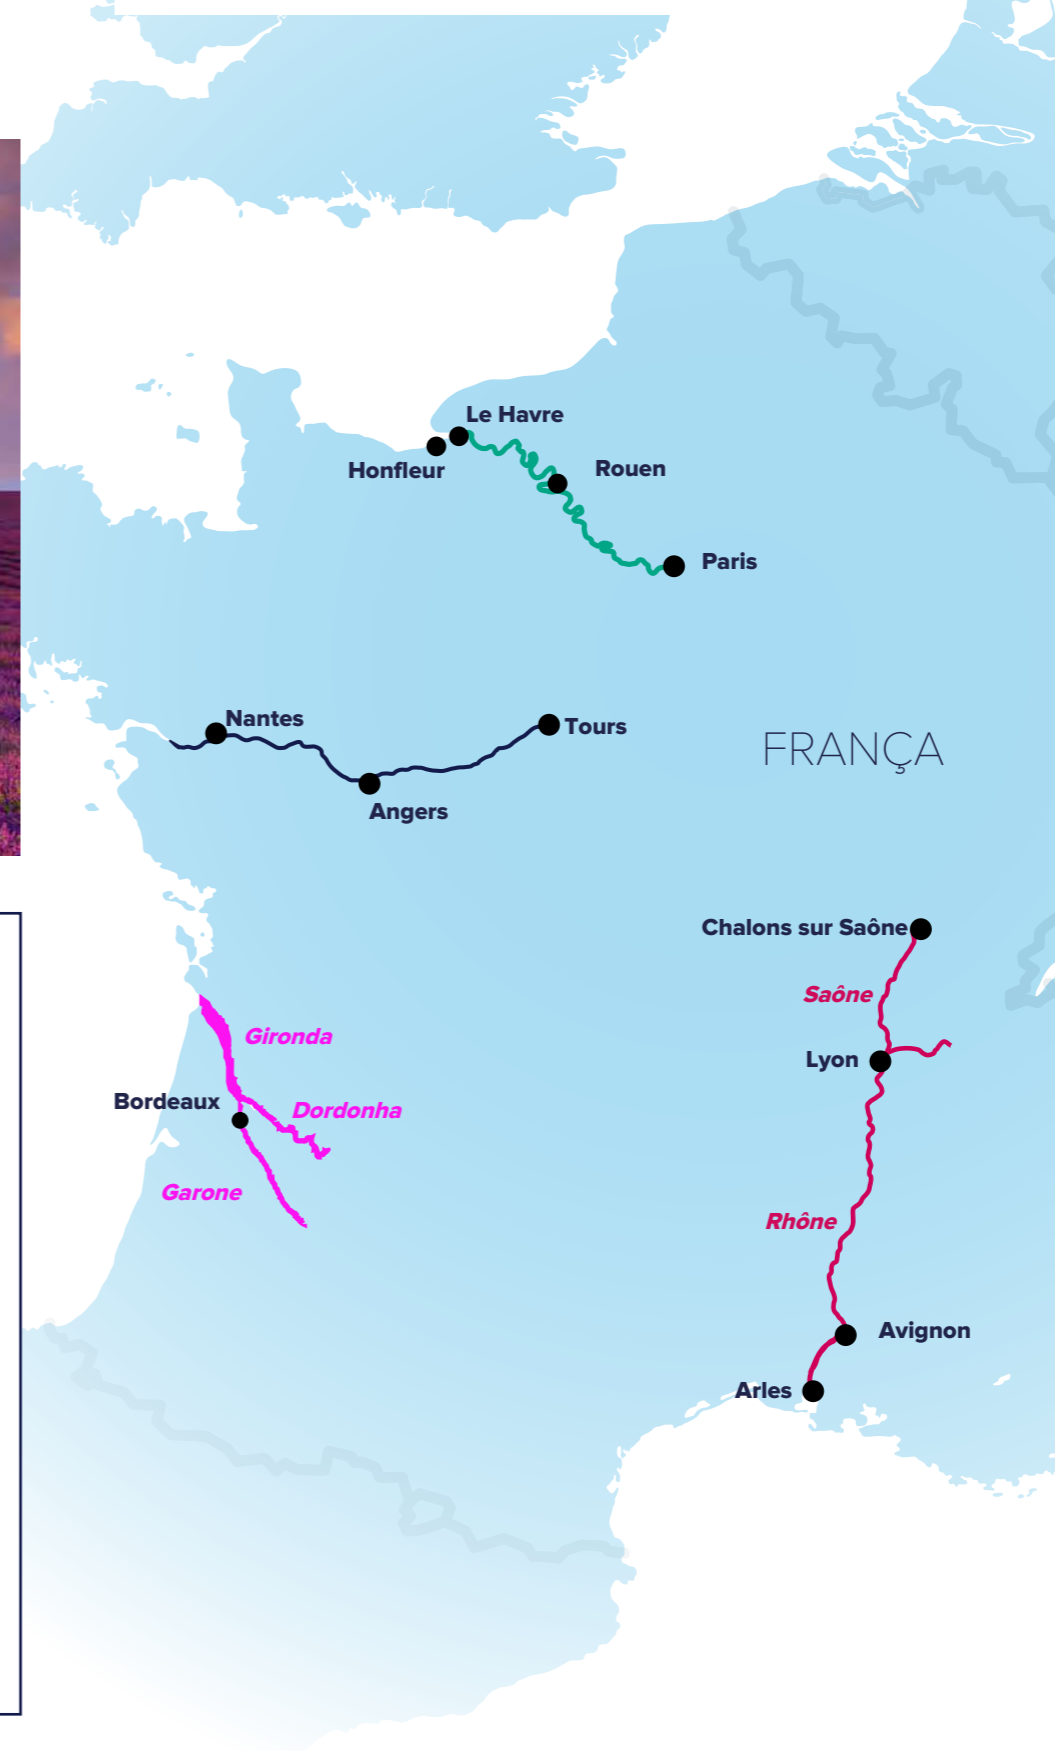 Le Havre
Honfleur
Rouen
Paris
Nantes
Tours
Angers
FRANÇA
Chalons sur Saône
Saône
Gironda
Lyon
Bordeaux
Dordonha
Garone
Rhône
Avignon
Arles